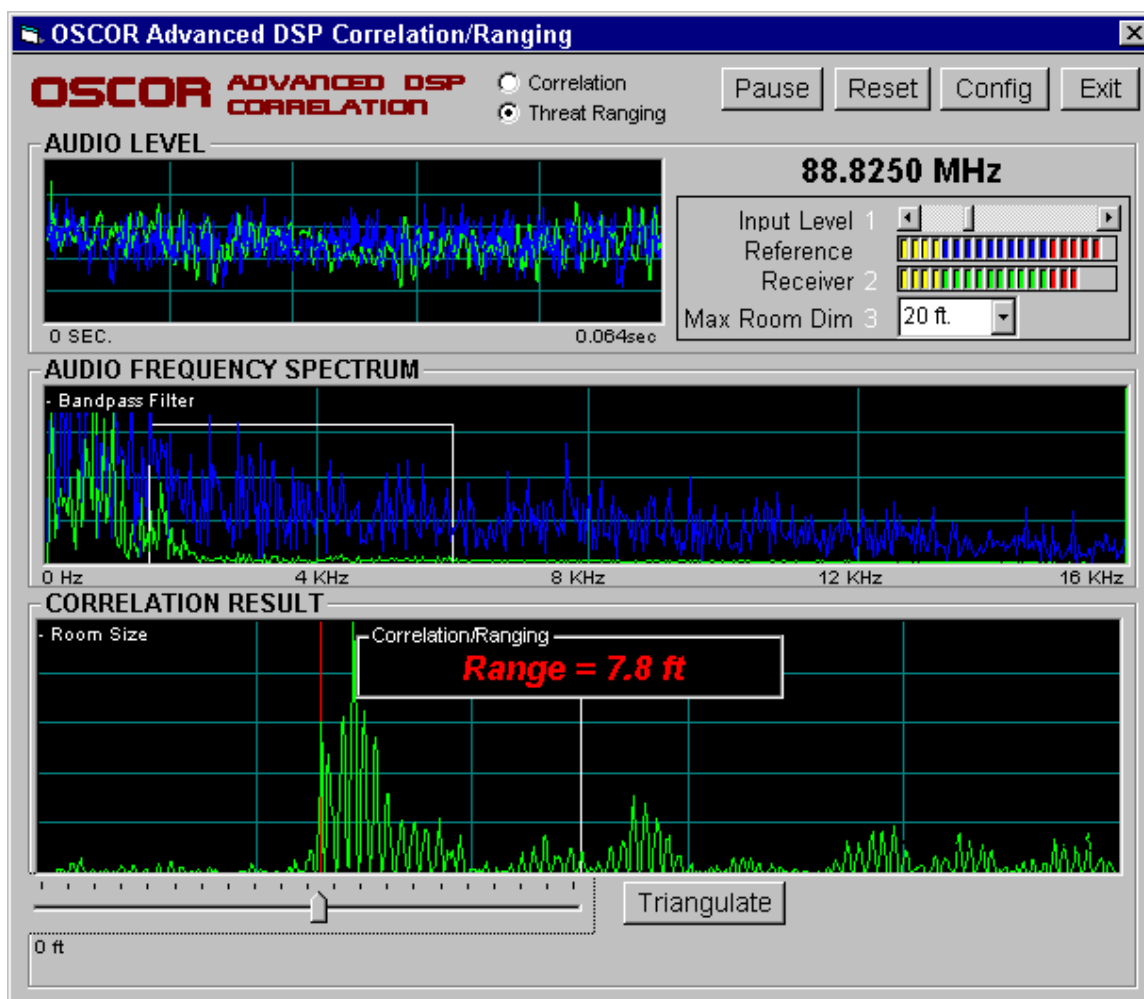 OSCOR Advanced DSP Correlation/Ranging
OSCOR ADVANCED DSP CORRELATION
Correlation
Threat Ranging
Pause
Reset
Config
Exit
AUDIO LEVEL
0 SEC.
0.064sec
88.8250 MHz
Input Level 1
Reference
Receiver 2
Max Room Dim 3
20 ft.
AUDIO FREQUENCY SPECTRUM
- Bandpass Filter
0 Hz
4 KHz
8 KHz
12 KHz
16 KHz
CORRELATION RESULT
- Room Size
Correlation/Ranging
Range = 7.8 ft
Triangulate
0 ft